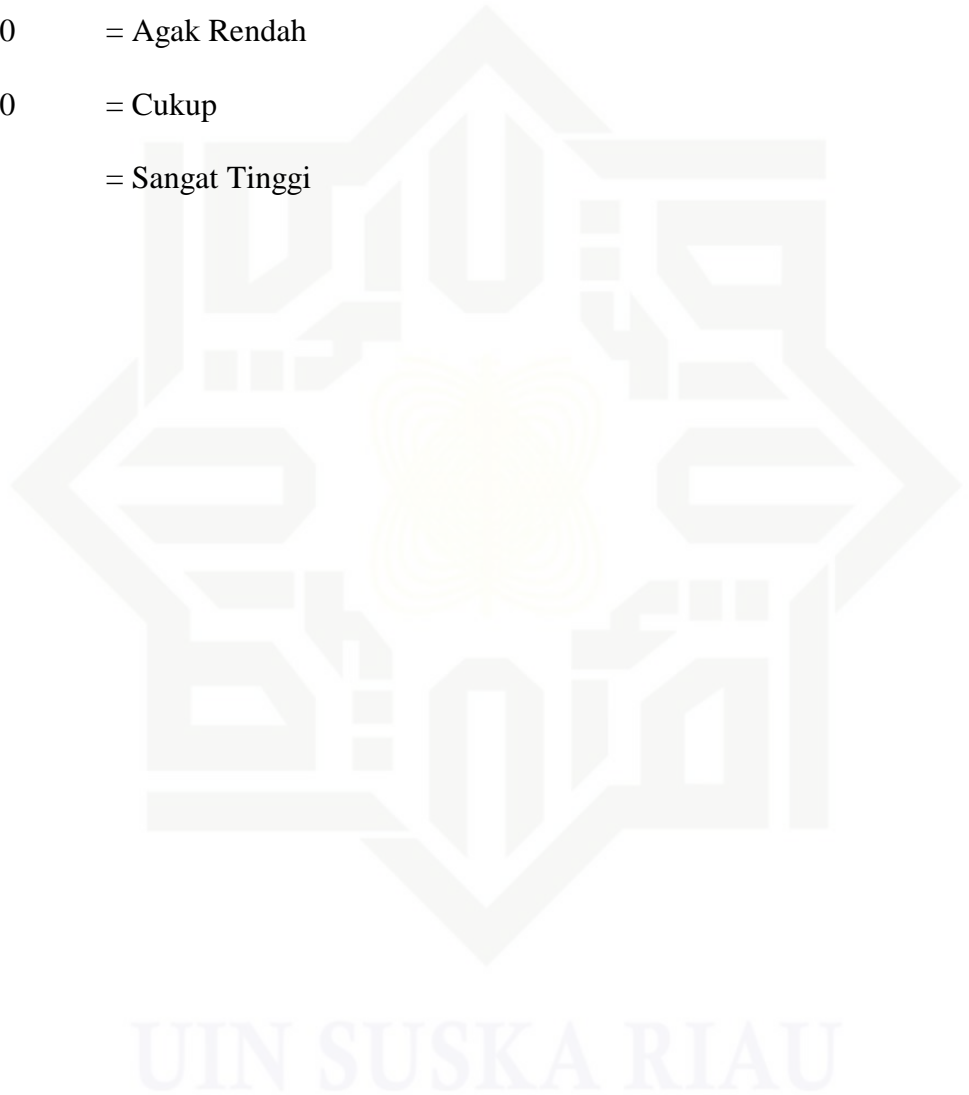 0 = Agak Rendah
0 = Cukup
= Sangat Tinggi
UIN SUSKA RIAU